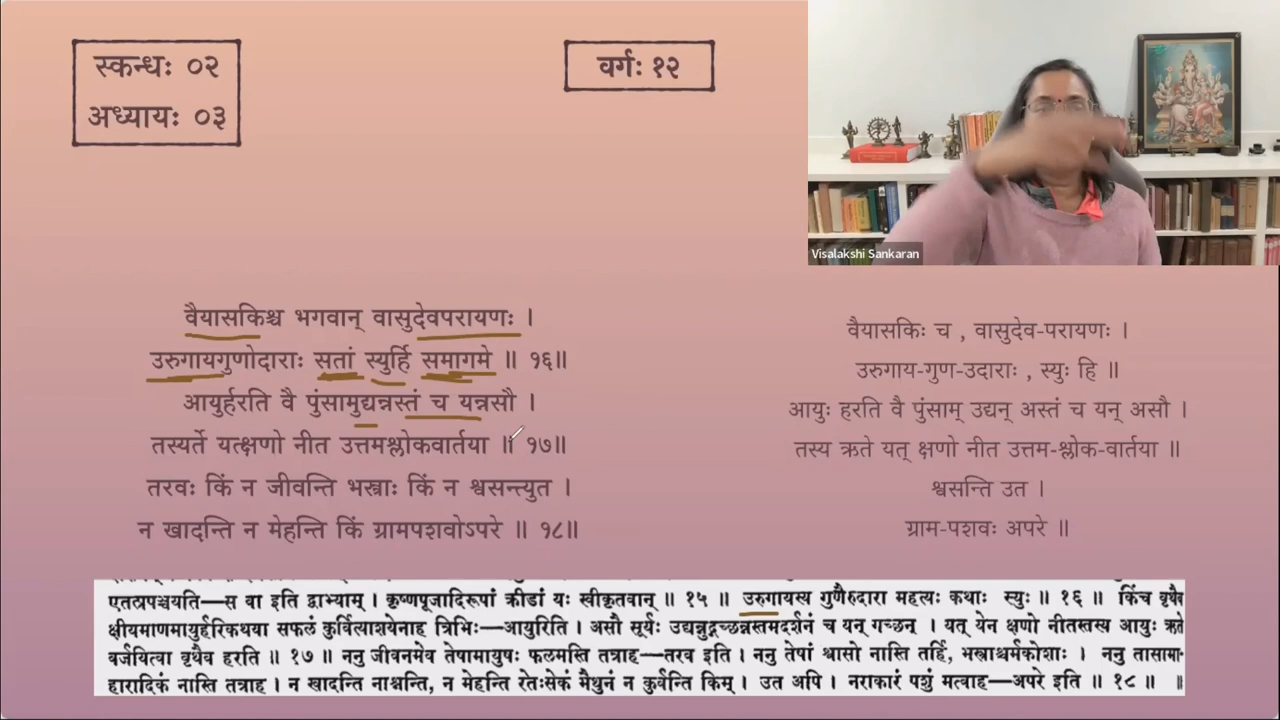 स्कन्धः ०२
अध्यायः ०३
वर्गः १२
Visalakshi Sankaran
वैयासकिश्च भगवान् वासुदेवपरायणः ।
उरुगायगुणोदाराः सतां स्युर्हि समागमे ॥ १६॥
आयुर्हरति वै पुंसामुद्यन्नस्तं च यन्नसौ ।
तस्यर्ते यत्क्षणो नीत उत्तमश्लोकवार्तया ॥ १७॥
तरवः किं न जीवन्ति भस्त्राः किं न श्वसन्त्युत ।
न खादन्ति न मेहन्ति किं ग्रामपशवोऽपरे ॥ १८॥
वैयासकिः च , वासुदेव-परायणः ।
उरुगाय-गुण-उदाराः , स्युः हि ॥
आयुः हरति वै पुंसाम् उद्यन् अस्तं च यन् असौ ।
तस्य ऋते यत् क्षणो नीत उत्तम-श्लोक-वार्तया ॥
श्वसन्ति उत ।
ग्राम-पशवः अपरे ॥
एतत्प्रपञ्चयति—स वा इति द्वाभ्याम् । कृष्णपूजादिरूपां क्रीडां यः स्वीकृतवान् ॥ १५ ॥ उरुगायस्य गुणैरुदारा महत्यः कथाः स्युः ॥ १६ ॥ किंच वृथैव
क्षीयमाणमायुर्हरिकथया सफलं कुर्वित्याशयेनाह त्रिभिः—आयुरिति । असौ सूर्यः उद्यन्नुद्गच्छन्नस्तमदर्शनं च यन् गच्छन् । यत् येन क्षणो नीतस्तस्य आयुः ऋते
वर्जयित्वा वृथैव हरति ॥ १७ ॥ ननु जीवनमेव तेषामायुषः फलमस्ति तत्राह—तरव इति । ननु तेषां श्वासो नास्ति तर्हि, भस्त्राश्चर्मकोशाः । ननु तासामा-
हारादिकं नास्ति तत्राह । न खादन्ति नाश्नन्ति, न मेहन्ति रेतःसेकं मैथुनं न कुर्वन्ति किम् । उत अपि । नराकारं पशुं मत्वाह—अपरे इति ॥ १८ ॥ ॥